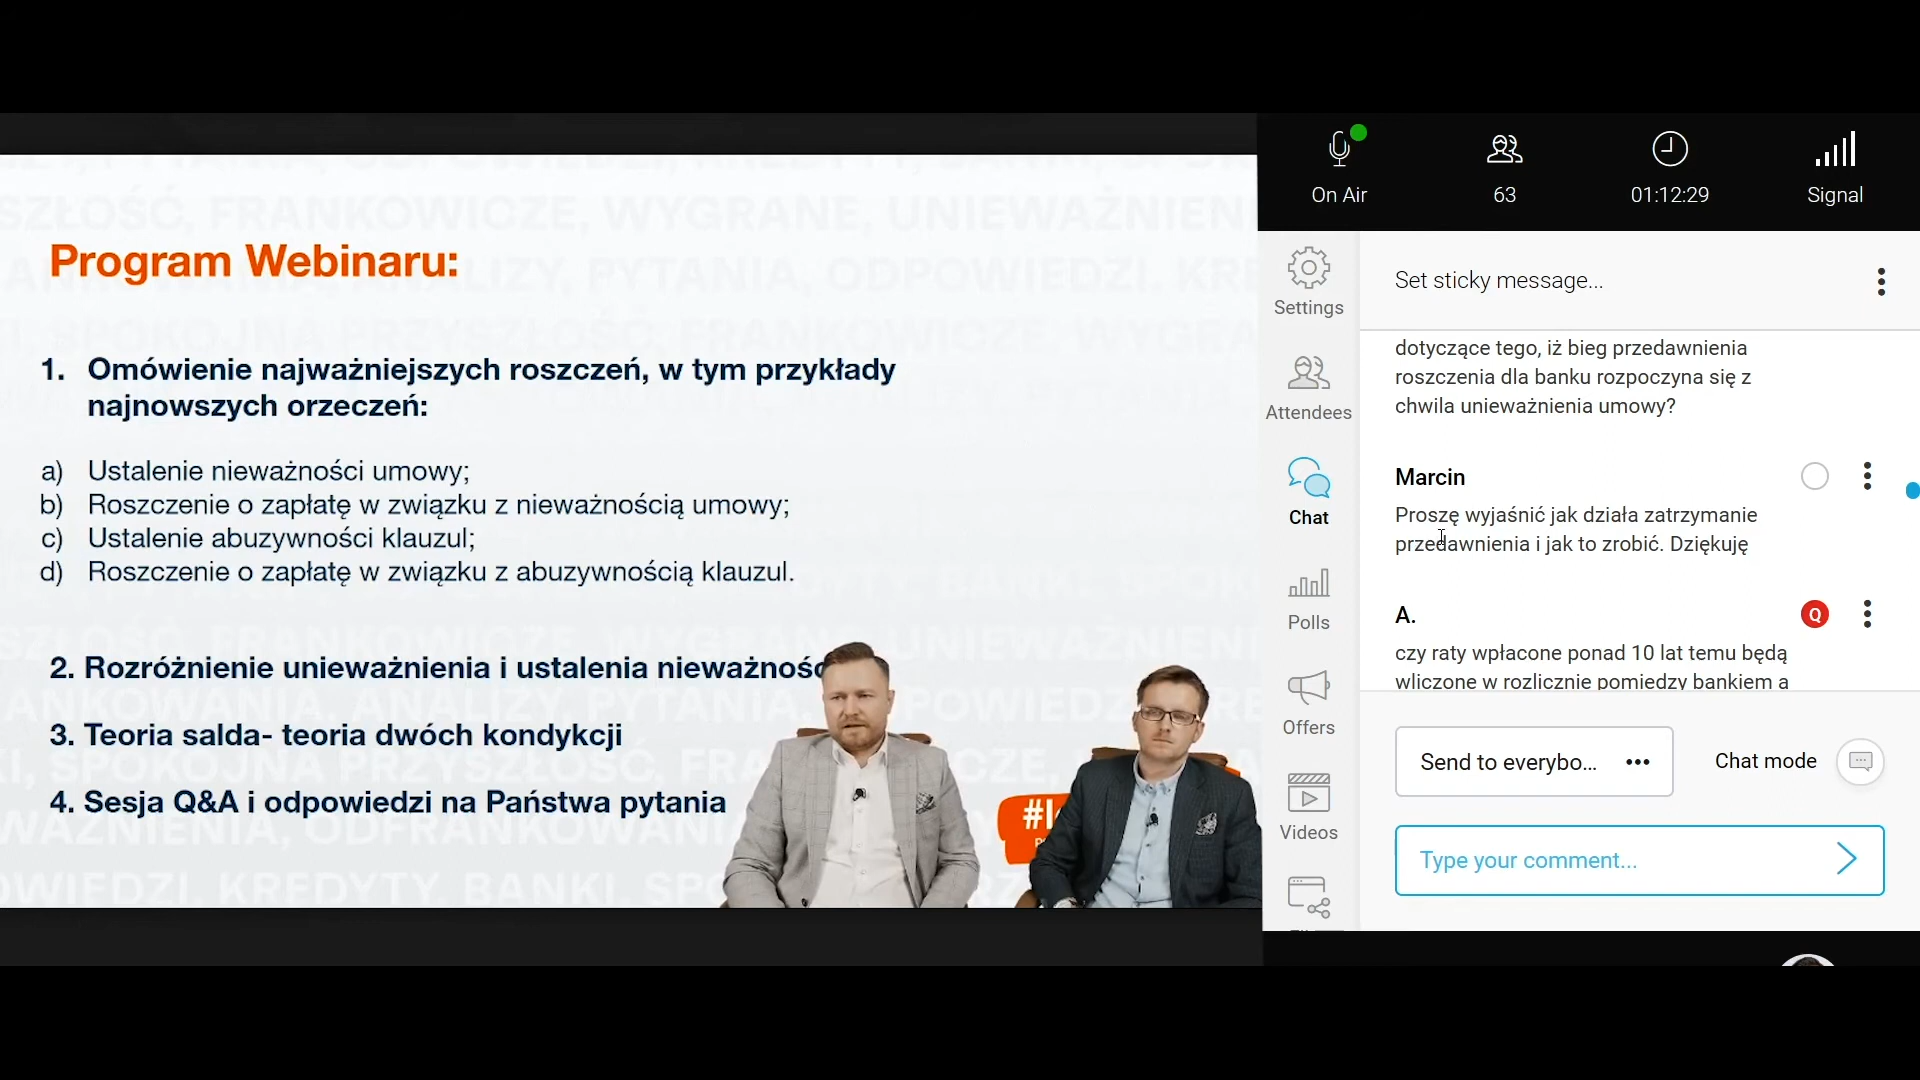 Program Webinaru:
1. Omówienie najważniejszych roszczeń, w tym przykłady
najnowszych orzeczeń:
a) Ustalenie nieważności umowy;
b) Roszczenie o zapłatę w związku z nieważnością umowy;
c) Ustalenie abuzywności klauzul;
d) Roszczenie o zapłatę w związku z abuzywnością klauzul.
2. Rozróżnienie unieważnienia i ustalenia nieważnośc
3. Teoria salda- teoria dwóch kondykcji
4. Sesja Q&A i odpowiedzi na Państwa pytania
On Air
63
01:12:29
Signal
Settings
Attendees
Chat
Polls
Offers
Videos
Set sticky message...
dotyczące tego, iż bieg przedawnienia
roszczenia dla banku rozpoczyna się z
chwila unieważnienia umowy?
Marcin
Proszę wyjaśnić jak działa zatrzymanie
przedawnienia i jak to zrobić. Dziękuję
A.
Q
czy raty wpłacone ponad 10 lat temu będą
wliczone w rozlicznie pomiędzy bankiem a
Send to everybo...
Chat mode
Type your comment...